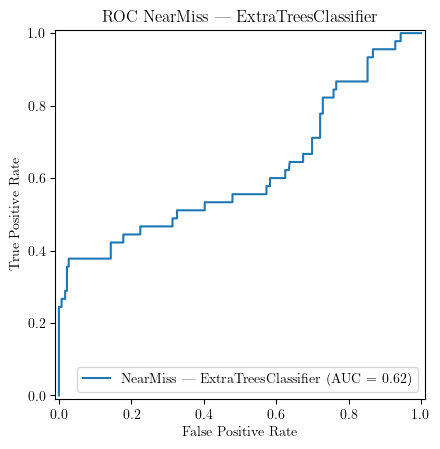 ROC NearMiss — ExtraTreesClassifier
1.0
0.8
0.6
0.4
0.2
0.0
True Positive Rate
NearMiss — ExtraTreesClassifier (AUC = 0.62)
0.0 0.2 0.4 0.6 0.8 1.0
False Positive Rate